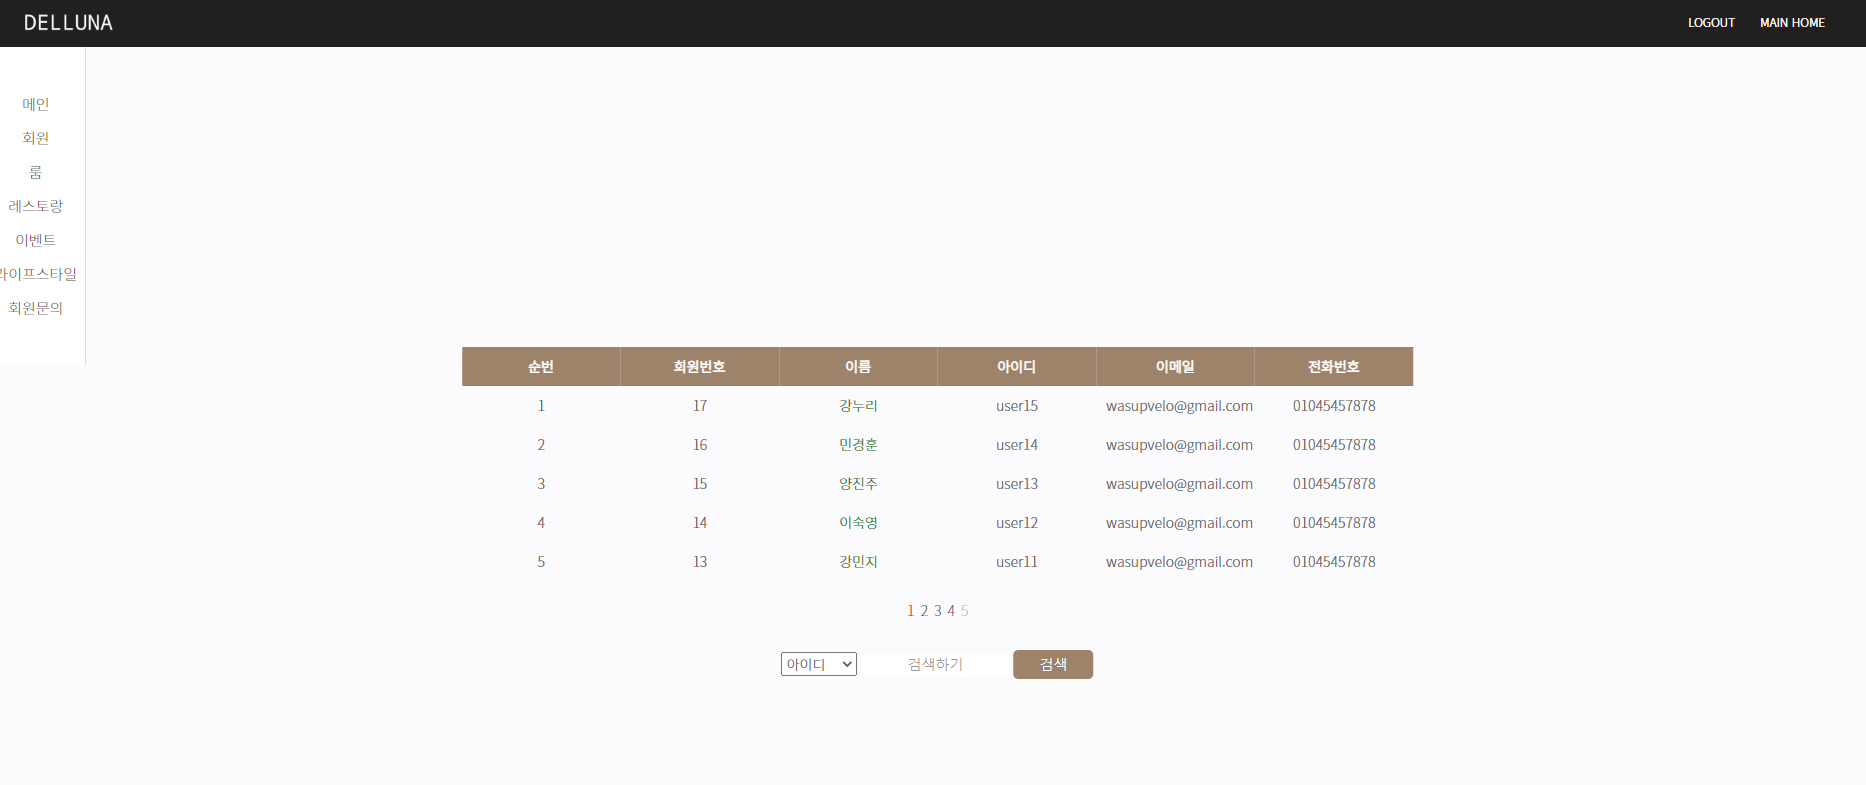 DELLUNA LOGOUT MAIN HOME
메인
회원
룸
레스토랑
이벤트
라이프스타일
회원문의
순번 회원번호 이름 아이디 이메일 전화번호
1 17 강누리 user15 wasupvelo@gmail.com 01045457878
2 16 민경훈 user14 wasupvelo@gmail.com 01045457878
3 15 양진주 user13 wasupvelo@gmail.com 01045457878
4 14 이숙영 user12 wasupvelo@gmail.com 01045457878
5 13 강민지 user11 wasupvelo@gmail.com 01045457878
1 2 3 4 5
아이디 검색하기 검색